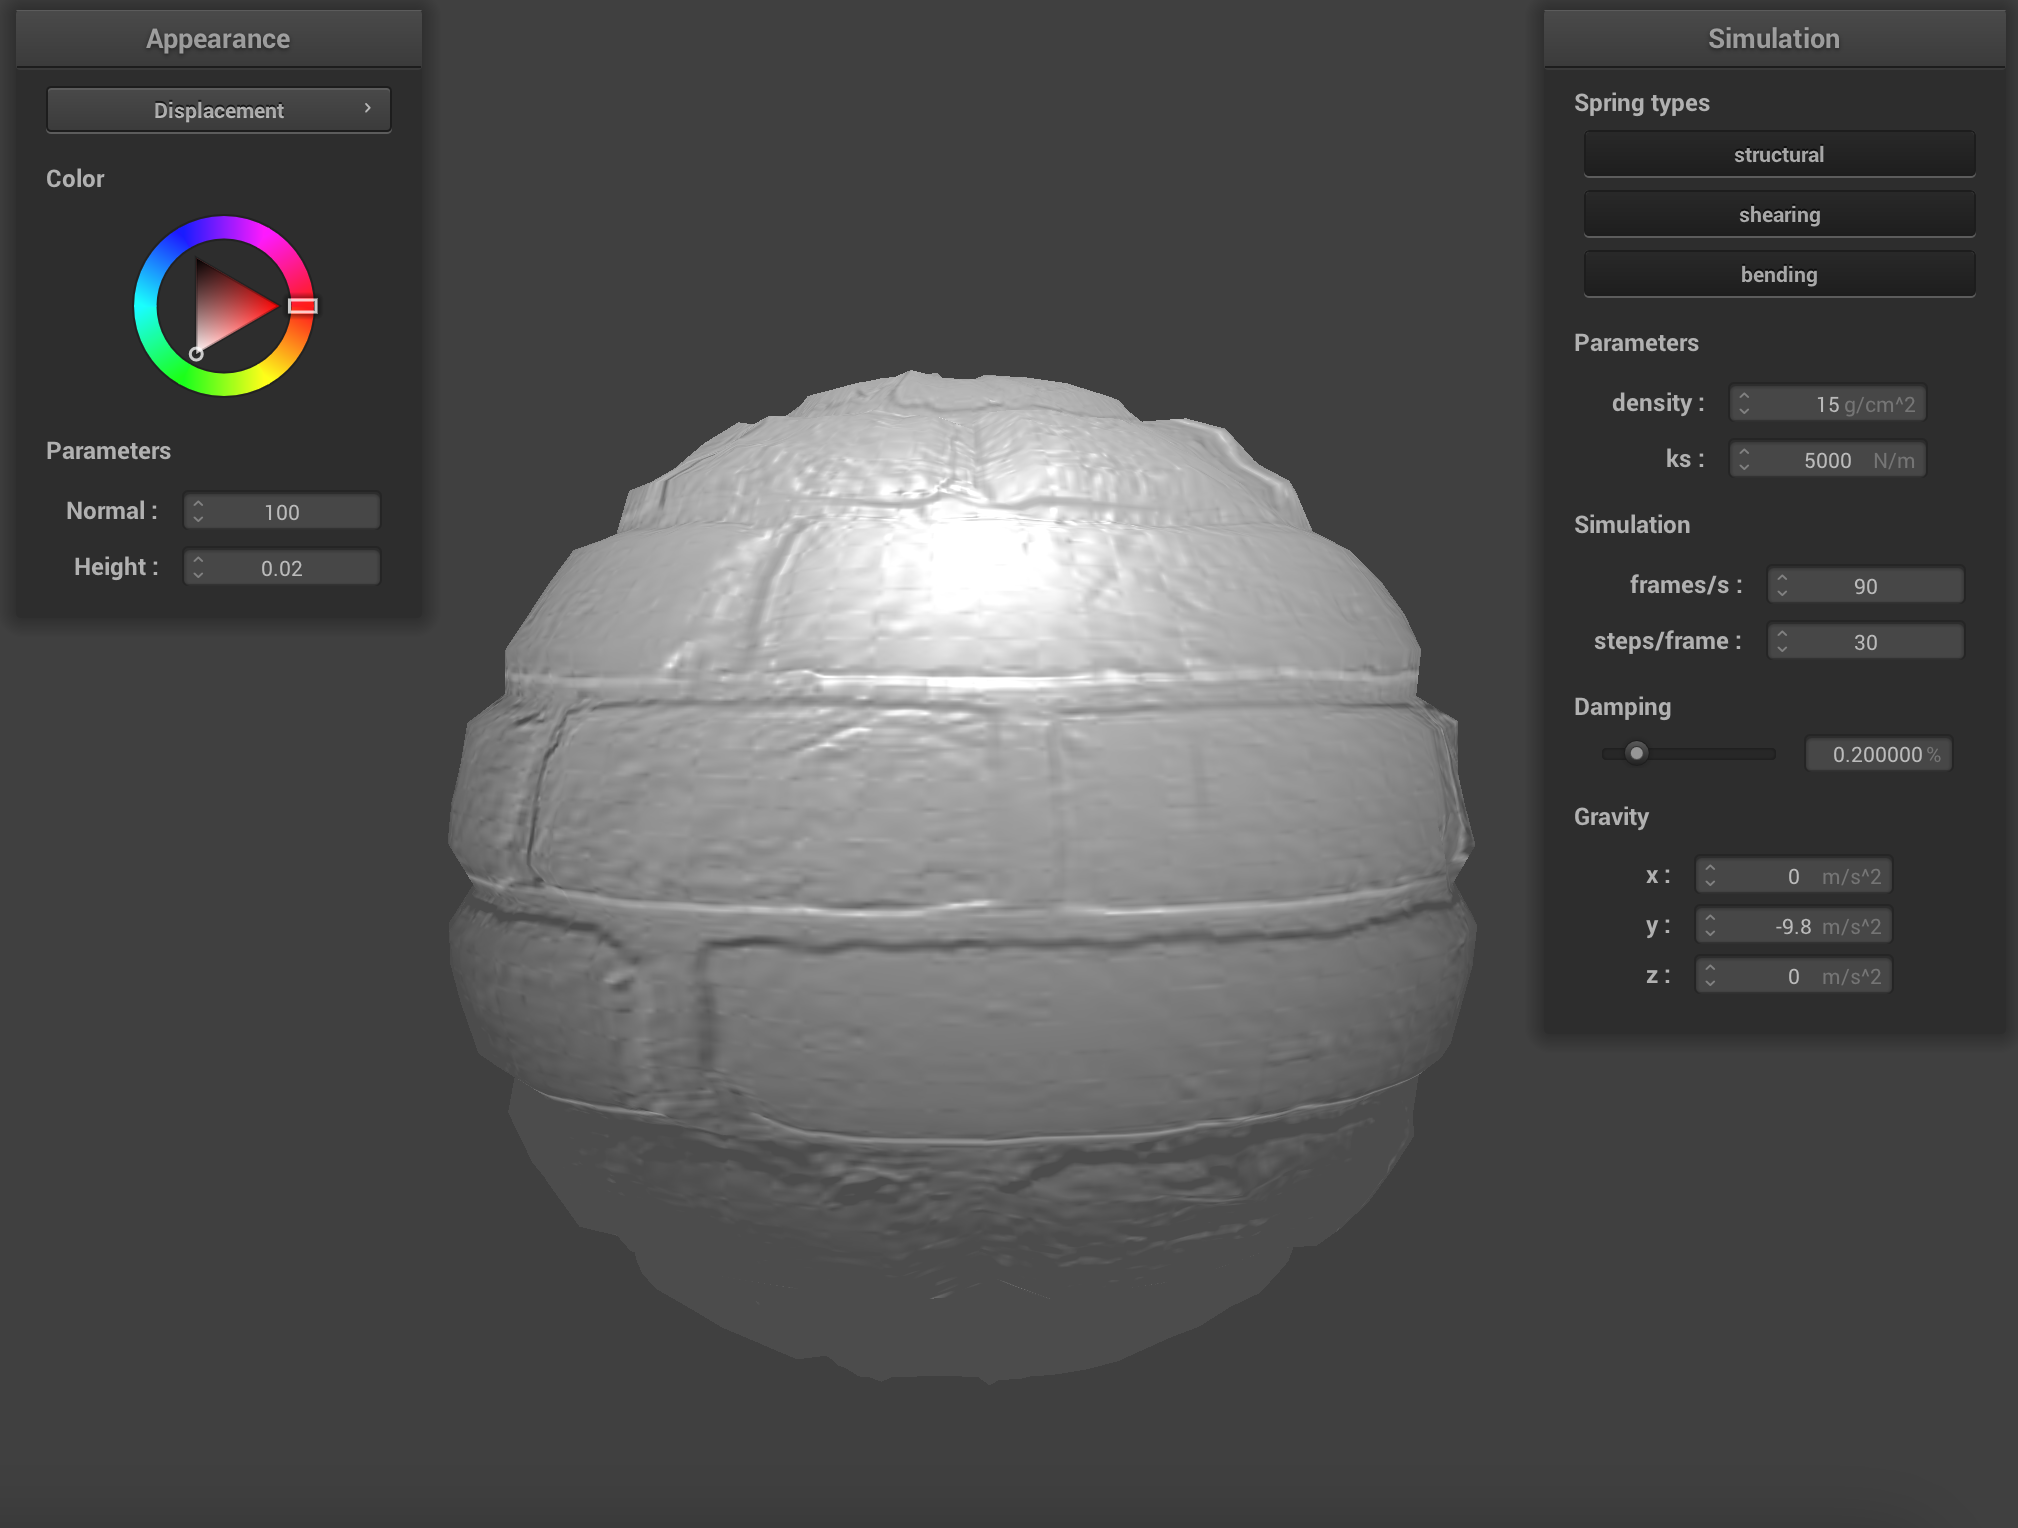 Appearance
Displacement
Color
Parameters
Normal : 100
Height : 0.02
Simulation
Spring types
structural
shearing
bending
Parameters
density : 15 g/cm^2
ks : 5000 N/m
Simulation
frames/s : 90
steps/frame : 30
Damping
0.200000 %
Gravity
x : 0 m/s^2
y : -9.8 m/s^2
z : 0 m/s^2